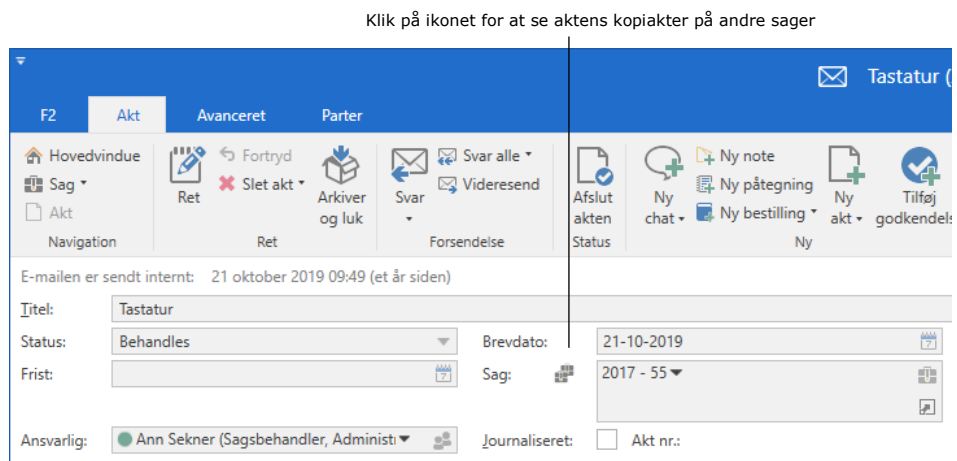 Klik på ikonet for at se aktens kopiakter på andre sager
Tastatur (
F2 Akt Avanceret Parter
Hovedvindue
Sag
Akt
Navigation
Ret
Fortryd
Slet akt
Arkiver
og luk
Ret
Svar
Svar alle
Videresend
Forsendelse
Afslut
akten
Status
Ny
chat
Ny note
Ny påtegning
Ny bestilling
Ny
akt
Tilføj
godkendels
Ny
E-mailen er sendt internt: 21 oktober 2019 09:49 (et år siden)
Titel: Tastatur
Status: Behandles Brevdato: 21-10-2019
Frist: Sag: 2017 - 55
Ansvarlig: Ann Sekner (Sagsbehandler, Administ Journaliseret: Akt nr.: